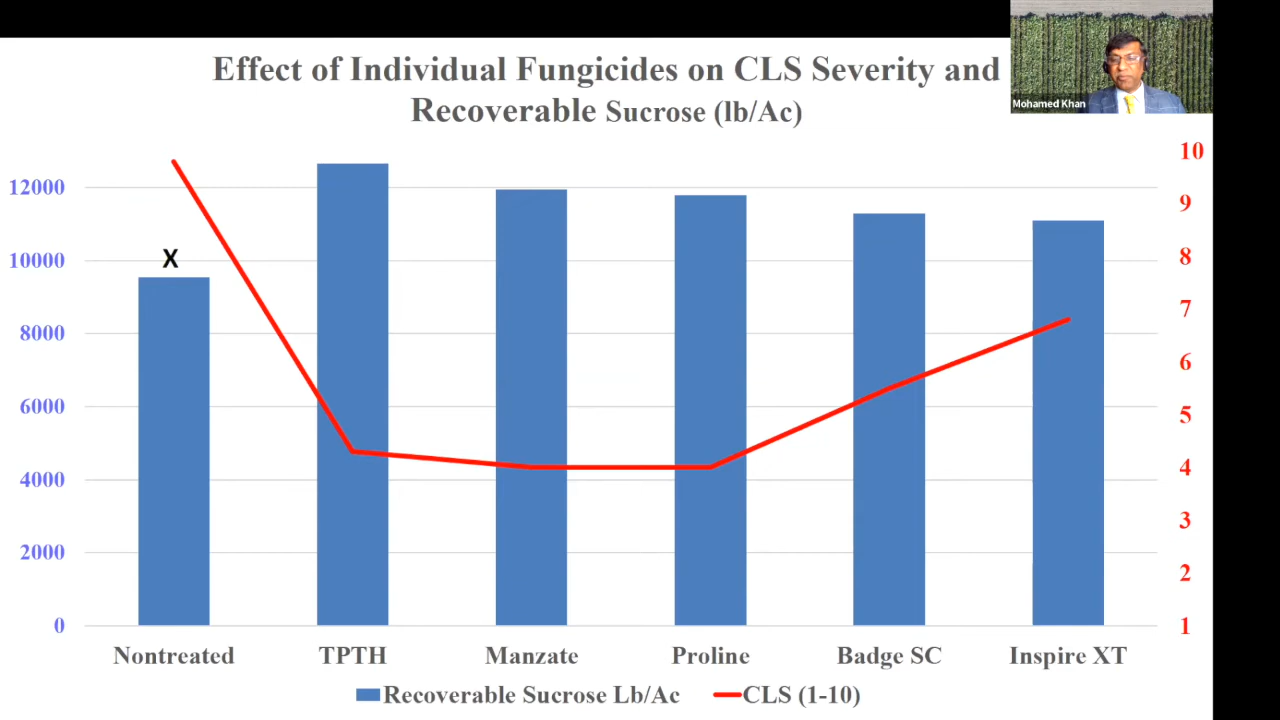 Effect of Individual Fungicides on CLS Severity and
Recoverable Sucrose (lb/Ac)
Mohamed Khan
12000
10000
8000
6000
4000
2000
0
X
10
9
8
7
6
5
4
3
2
1
Nontreated TPTH Manzate Proline Badge SC Inspire XT
Recoverable Sucrose Lb/Ac CLS (1-10)